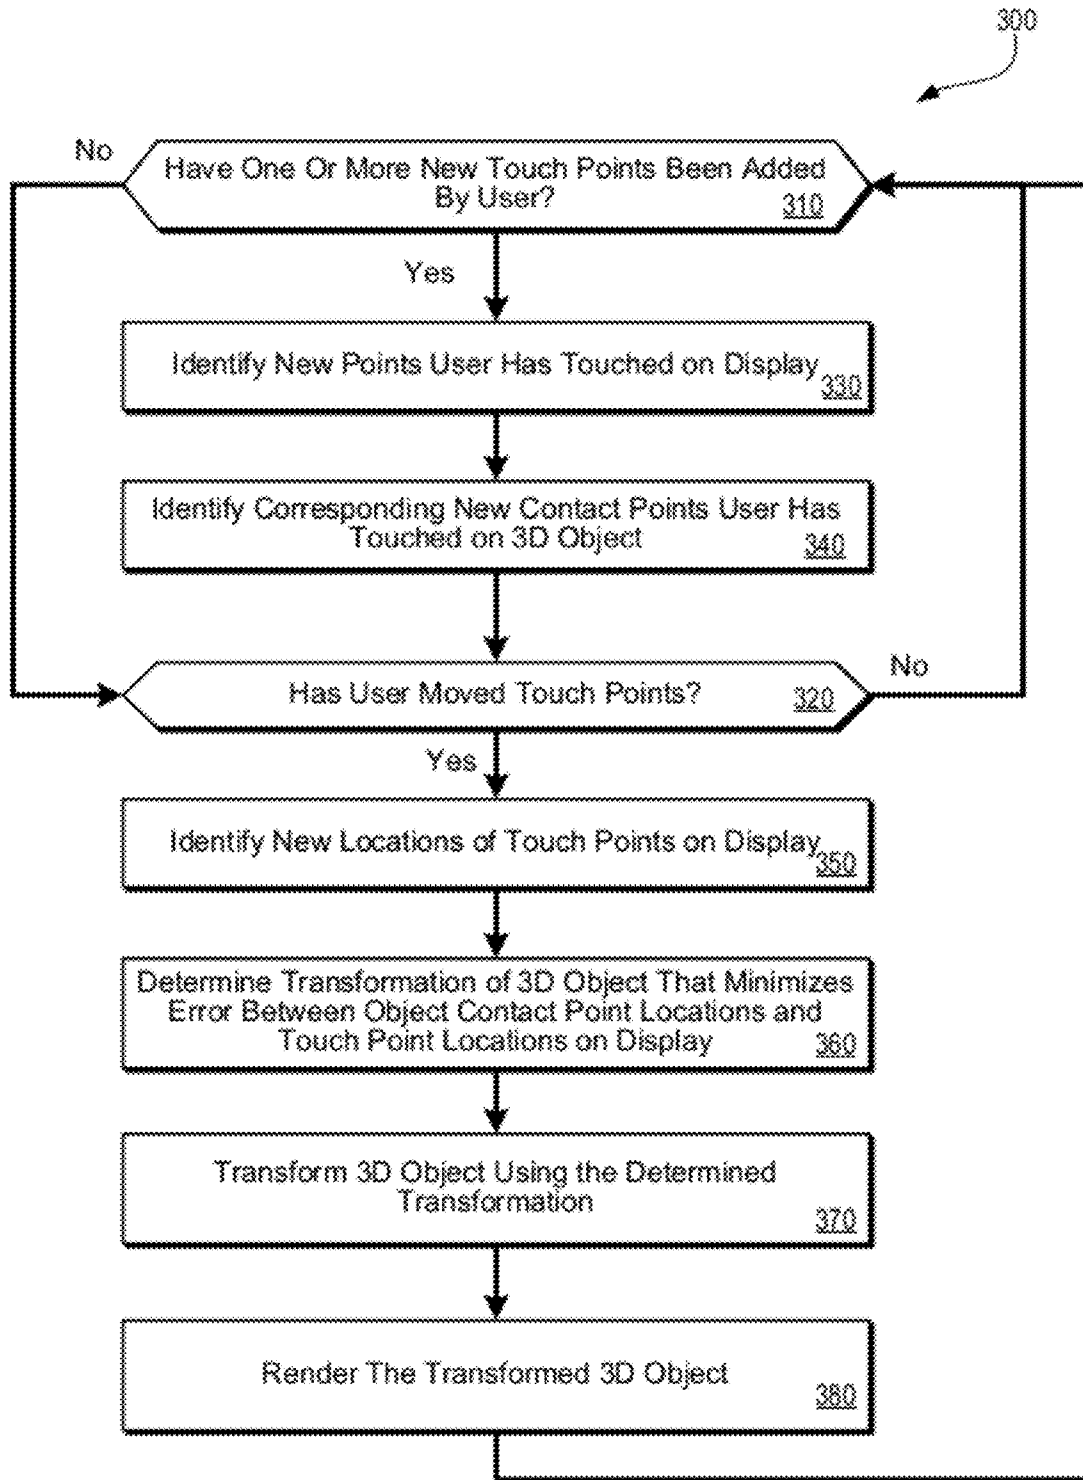 300
No
Have One Or More New Touch Points Been Added
By User?
310
Yes
Identify New Points User Has Touched on Display
330
Identify Corresponding New Contact Points User Has
Touched on 3D Object
340
Has User Moved Touch Points?
320
No
Yes
Identify New Locations of Touch Points on Display
350
Determine Transformation of 3D Object That Minimizes
Error Between Object Contact Point Locations and
Touch Point Locations on Display
360
Transform 3D Object Using the Determined
Transformation
370
Render The Transformed 3D Object
380